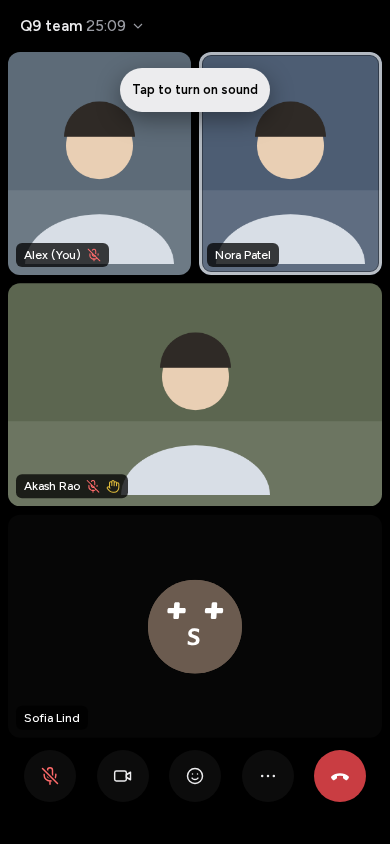 Q9 team 25:09
Tap to turn on sound
Alex (You)
Nora Patel
Akash Rao
S
Sofia Lind